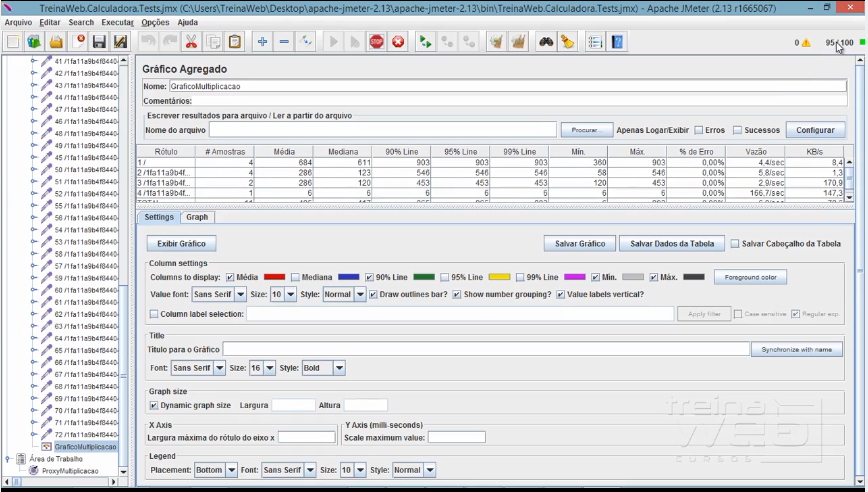 TreinaWeb.Calculadora.Tests.jmx (C:\Users\TreinaWeb\Desktop\apache-jmeter-2.13\apache-jmeter-2.13\bin\TreinaWeb.Calculadora.Tests.jmx) - Apache JMeter (2.13 r1665067)
Arquivo Editar Search Executar Opções Ajuda
0 95 / 100
41 /1fa11a9b4f8440-
42 /1fa11a9b4f8440-
43 /1fa11a9b4f8440-
44 /1fa11a9b4f8440-
45 /1fa11a9b4f8440-
46 /1fa11a9b4f8440-
47 /1fa11a9b4f8440-
48 /1fa11a9b4f8440-
49 /1fa11a9b4f8440-
50 /1fa11a9b4f8440-
51 /1fa11a9b4f8440-
52 /1fa11a9b4f8440-
55 /1fa11a9b4f8440-
56 /1fa11a9b4f8440-
54 /1fa11a9b4f8440-
53 /1fa11a9b4f8440-
57 /1fa11a9b4f8440-
58 /1fa11a9b4f8440-
59 /1fa11a9b4f8440-
60 /1fa11a9b4f8440-
61 /1fa11a9b4f8440-
62 /1fa11a9b4f8440-
63 /1fa11a9b4f8440-
64 /1fa11a9b4f8440-
65 /1fa11a9b4f8440-
66 /1fa11a9b4f8440-
67 /1fa11a9b4f8440-
68 /1fa11a9b4f8440-
69 /1fa11a9b4f8440-
70 /1fa11a9b4f8440-
71 /1fa11a9b4f8440-
72 /1fa11a9b4f8440-
GraficoMultiplicacao
Área de Trabalho
ProxyMultiplicacao
Gráfico Agregado
Nome: GraficoMultiplicacao
Comentários:
Escrever resultados para arquivo / Ler a partir do arquivo
Nome do arquivo Procurar... Apenas Logar/Exibir Erros Sucessos Configurar
Rótulo # Amostras Média Mediana 90% Line 95% Line 99% Line Mín. Máx. % de Erro Vazão KB/s
1 / 4 684 611 903 903 903 360 903 0,00% 4,4/sec 8,4
2 /1fa11a9b4f... 4 286 123 546 546 546 58 546 0,00% 5,8/sec 1,3
3 /1fa11a9b4f... 2 286 120 453 453 453 120 453 0,00% 2,9/sec 170,9
4 /1fa11a9b4f... 1 6 6 6 6 6 6 6 0,00% 166,7/sec 147,3
Settings Graph
Exibir Gráfico Salvar Gráfico Salvar Dados da Tabela Salvar Cabeçalho da Tabela
Column settings
Columns to display: Média Mediana 90% Line 95% Line 99% Line Mín. Máx. Foreground color
Value font: Sans Serif Size: 10 Style: Normal Draw outlines bar? Show number grouping? Value labels vertical?
Column label selection: Apply filter Case sensitive Regular exp.
Title
Título para o Gráfico Synchronize with name
Font: Sans Serif Size: 16 Style: Bold
Graph size
Dynamic graph size Largura Altura
X Axis Y Axis (milli-seconds)
Largura máxima do rótulo do eixo x Scale maximum value:
Legend
Placement: Bottom Font: Sans Serif Size: 10 Style: Normal
treina
WEB
CURSOS